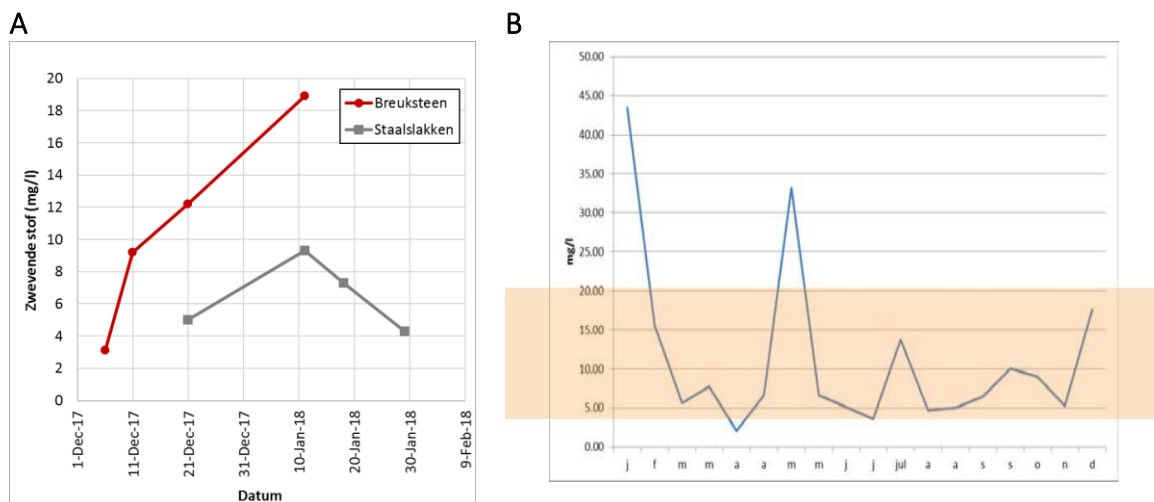 A
20
18
16
14
12
10
8
6
4
2
0
Zwevende stof (mg/l)
Breuksteen
Staalslakken
1-Dec-17
11-Dec-17
21-Dec-17
31-Dec-17
10-Jan-18
20-Jan-18
30-Jan-18
9-Feb-18
Datum
B
50.00
45.00
40.00
35.00
30.00
25.00
20.00
15.00
10.00
5.00
0.00
mg/l
j f m m a a m m j j jul a a s s o n d